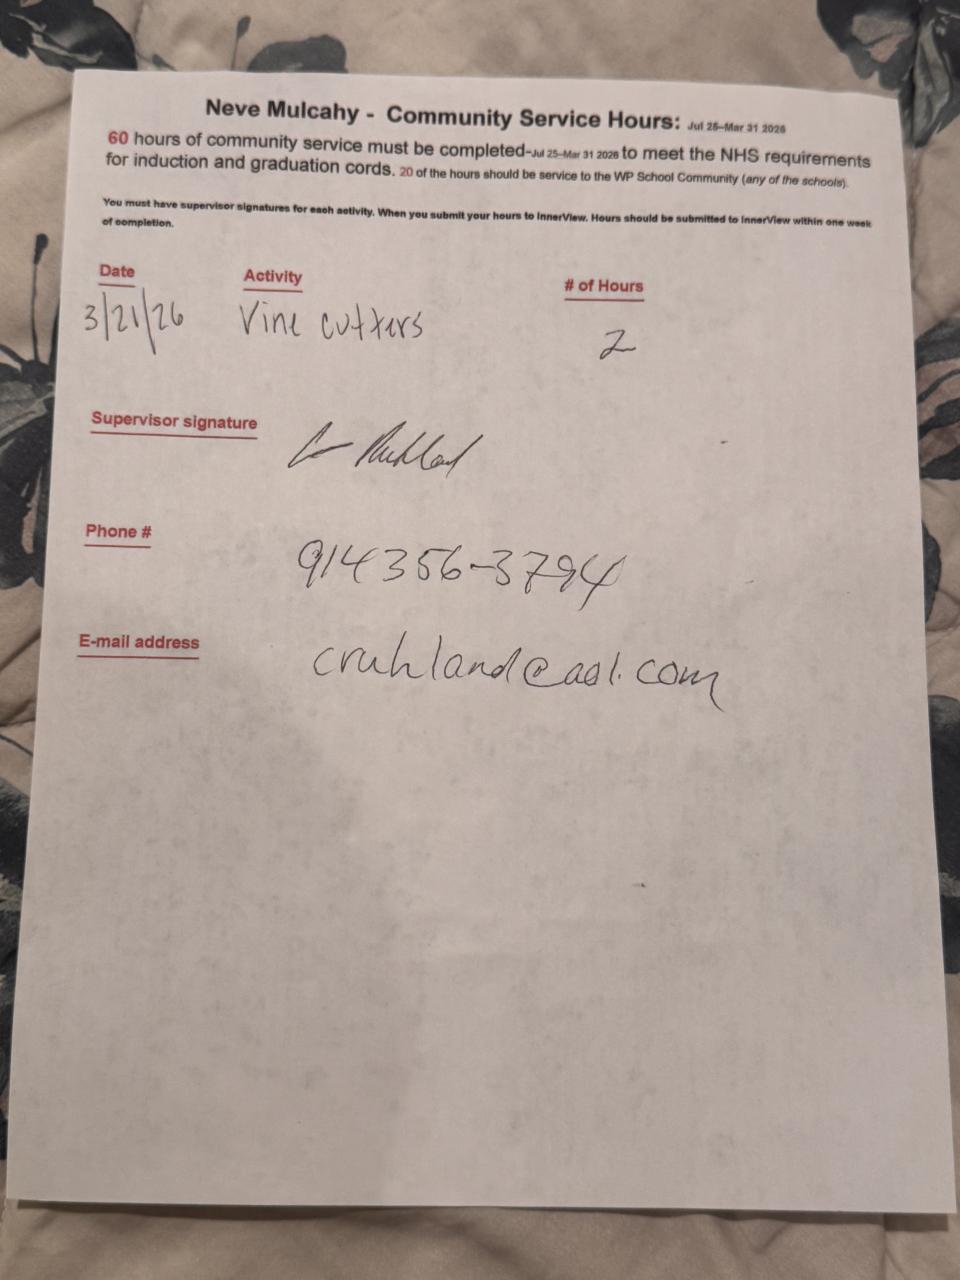 Neve Mulcahy - Community Service Hours: Jul 25–Mar 31 2026
60 hours of community service must be completed-Jul 25–Mar 31 2026 to meet the NHS requirements
for induction and graduation cords. 20 of the hours should be service to the WP School Community (any of the schools).
You must have supervisor signatures for each activity. When you submit your hours to InnerView. Hours should be submitted to InnerView within one week
of completion.
Date Activity # of Hours
3/21/26 Vine cutters 2
Supervisor signature Ruhland
Phone # 914 356-3794
E-mail address cruhland@aol.com